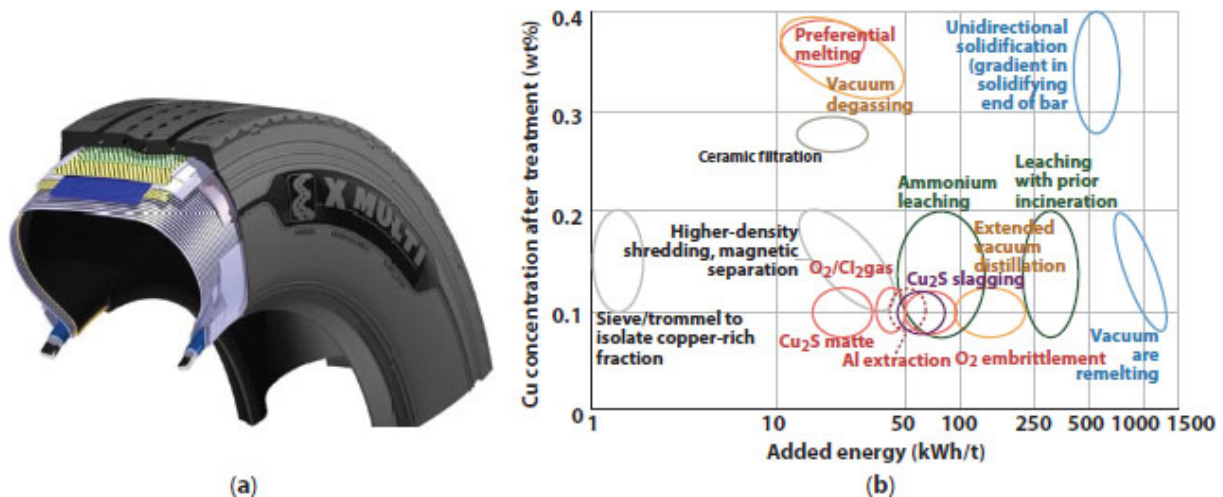 X MULTI
(a)
Cu concentration after treatment (wt%)
0.4
0.3
0.2
0.1
0
1
10
50
100
250
500
1000
1500
Added energy (kWh/t)
Preferential
melting
Vacuum
degassing
Ceramic filtration
Unidirectional
solidification
(gradient in
solidifying
end of bar
Leaching
with prior
incineration
Ammonium
leaching
Higher-density
shredding, magnetic
separation
Extended
vacuum
distillation
O2/Cl2gas
Cu2S slagging
Sieve/trommel to
isolate copper-rich
fraction
Cu2S matte
Al extraction
O2 embrittlement
Vacuum
are
remelting
(b)